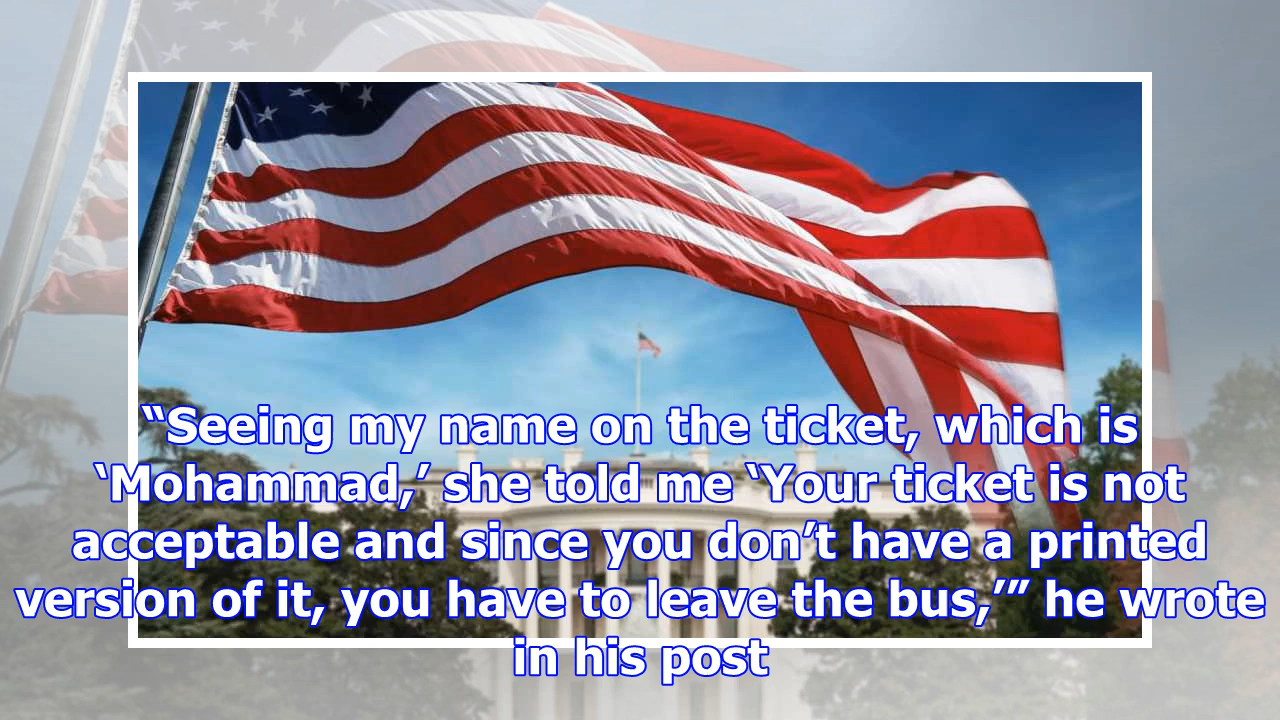 “Seeing my name on the ticket, which is
‘Mohammad,’ she told me ‘Your ticket is not
acceptable and since you don’t have a printed
version of it, you have to leave the bus,’” he wrote
in his post